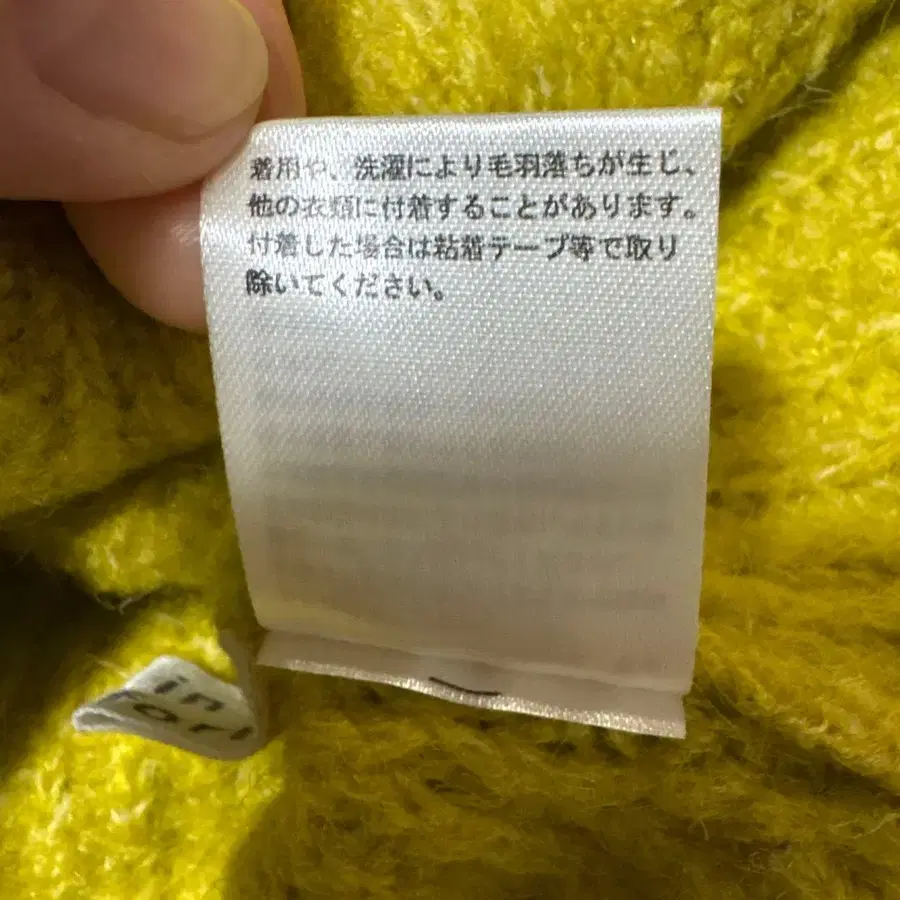 着用や、洗濯により毛羽落ちが生じ、
他の衣類に付着することがあります。
付着した場合は粘着テープ等で取り
除いてください。
in
for